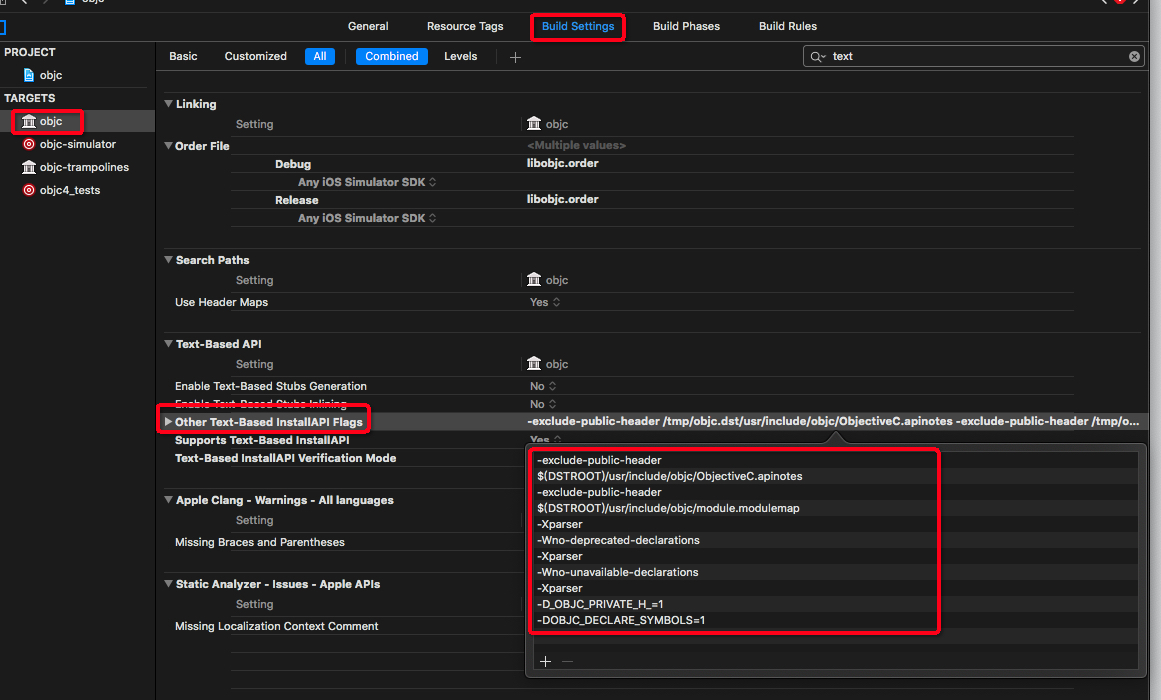 objc
General Resource Tags Build Settings Build Phases Build Rules
PROJECT
objc
TARGETS
objc
objc-simulator
objc-trampolines
objc4_tests
Basic Customized All Combined Levels + text
Linking
Setting objc
Order File <Multiple values>
Debug libobjc.order
Any iOS Simulator SDK
Release libobjc.order
Any iOS Simulator SDK
Search Paths
Setting objc
Use Header Maps Yes
Text-Based API
Setting objc
Enable Text-Based Stubs Generation No
Enable Text-Based Stubs Inlining No
Other Text-Based InstallAPI Flags -exclude-public-header /tmp/objc.dst/usr/include/objc/ObjectiveC.apinotes -exclude-public-header /tmp/o...
Supports Text-Based InstallAPI Yes
Text-Based InstallAPI Verification Mode
Apple Clang - Warnings - All languages
Setting
Missing Braces and Parentheses
Static Analyzer - Issues - Apple APIs
Setting
Missing Localization Context Comment
-exclude-public-header
$(DSTROOT)/usr/include/objc/ObjectiveC.apinotes
-exclude-public-header
$(DSTROOT)/usr/include/objc/module.modulemap
-Xparser
-Wno-deprecated-declarations
-Xparser
-Wno-unavailable-declarations
-Xparser
-D_OBJC_PRIVATE_H_=1
-DOBJC_DECLARE_SYMBOLS=1
+ —